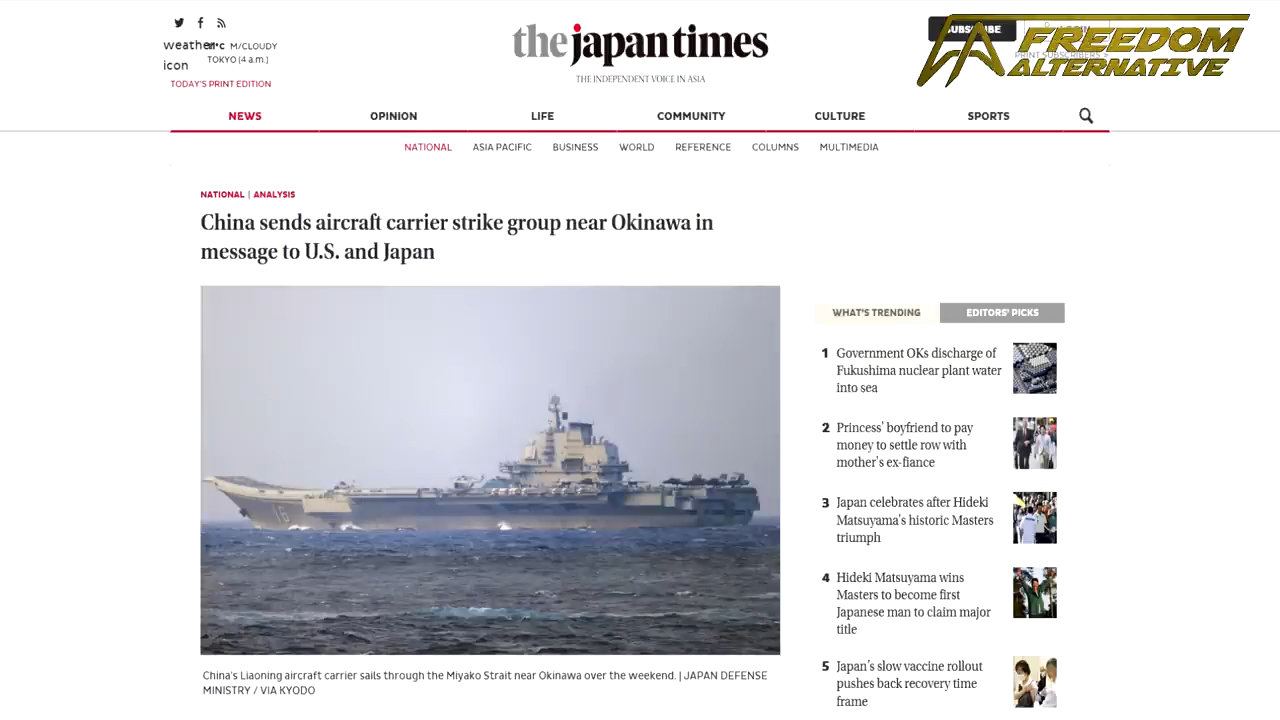 weather
icon
11°C M/CLOUDY
TOKYO (4 a.m.)
TODAY'S PRINT EDITION
the japan times
THE INDEPENDENT VOICE IN ASIA
SUBSCRIBE
PRINT SUBSCRIBERS >
FREEDOM
ALTERNATIVE
NEWS OPINION LIFE COMMUNITY CULTURE SPORTS
NATIONAL ASIA PACIFIC BUSINESS WORLD REFERENCE COLUMNS MULTIMEDIA
NATIONAL | ANALYSIS
China sends aircraft carrier strike group near Okinawa in
message to U.S. and Japan
16
China's Liaoning aircraft carrier sails through the Miyako Strait near Okinawa over the weekend. | JAPAN DEFENSE
MINISTRY / VIA KYODO
WHAT'S TRENDING EDITORS' PICKS
1 Government OKs discharge of
Fukushima nuclear plant water
into sea
2 Princess' boyfriend to pay
money to settle row with
mother's ex-fiance
3 Japan celebrates after Hideki
Matsuyama's historic Masters
triumph
4 Hideki Matsuyama wins
Masters to become first
Japanese man to claim major
title
5 Japan's slow vaccine rollout
pushes back recovery time
frame